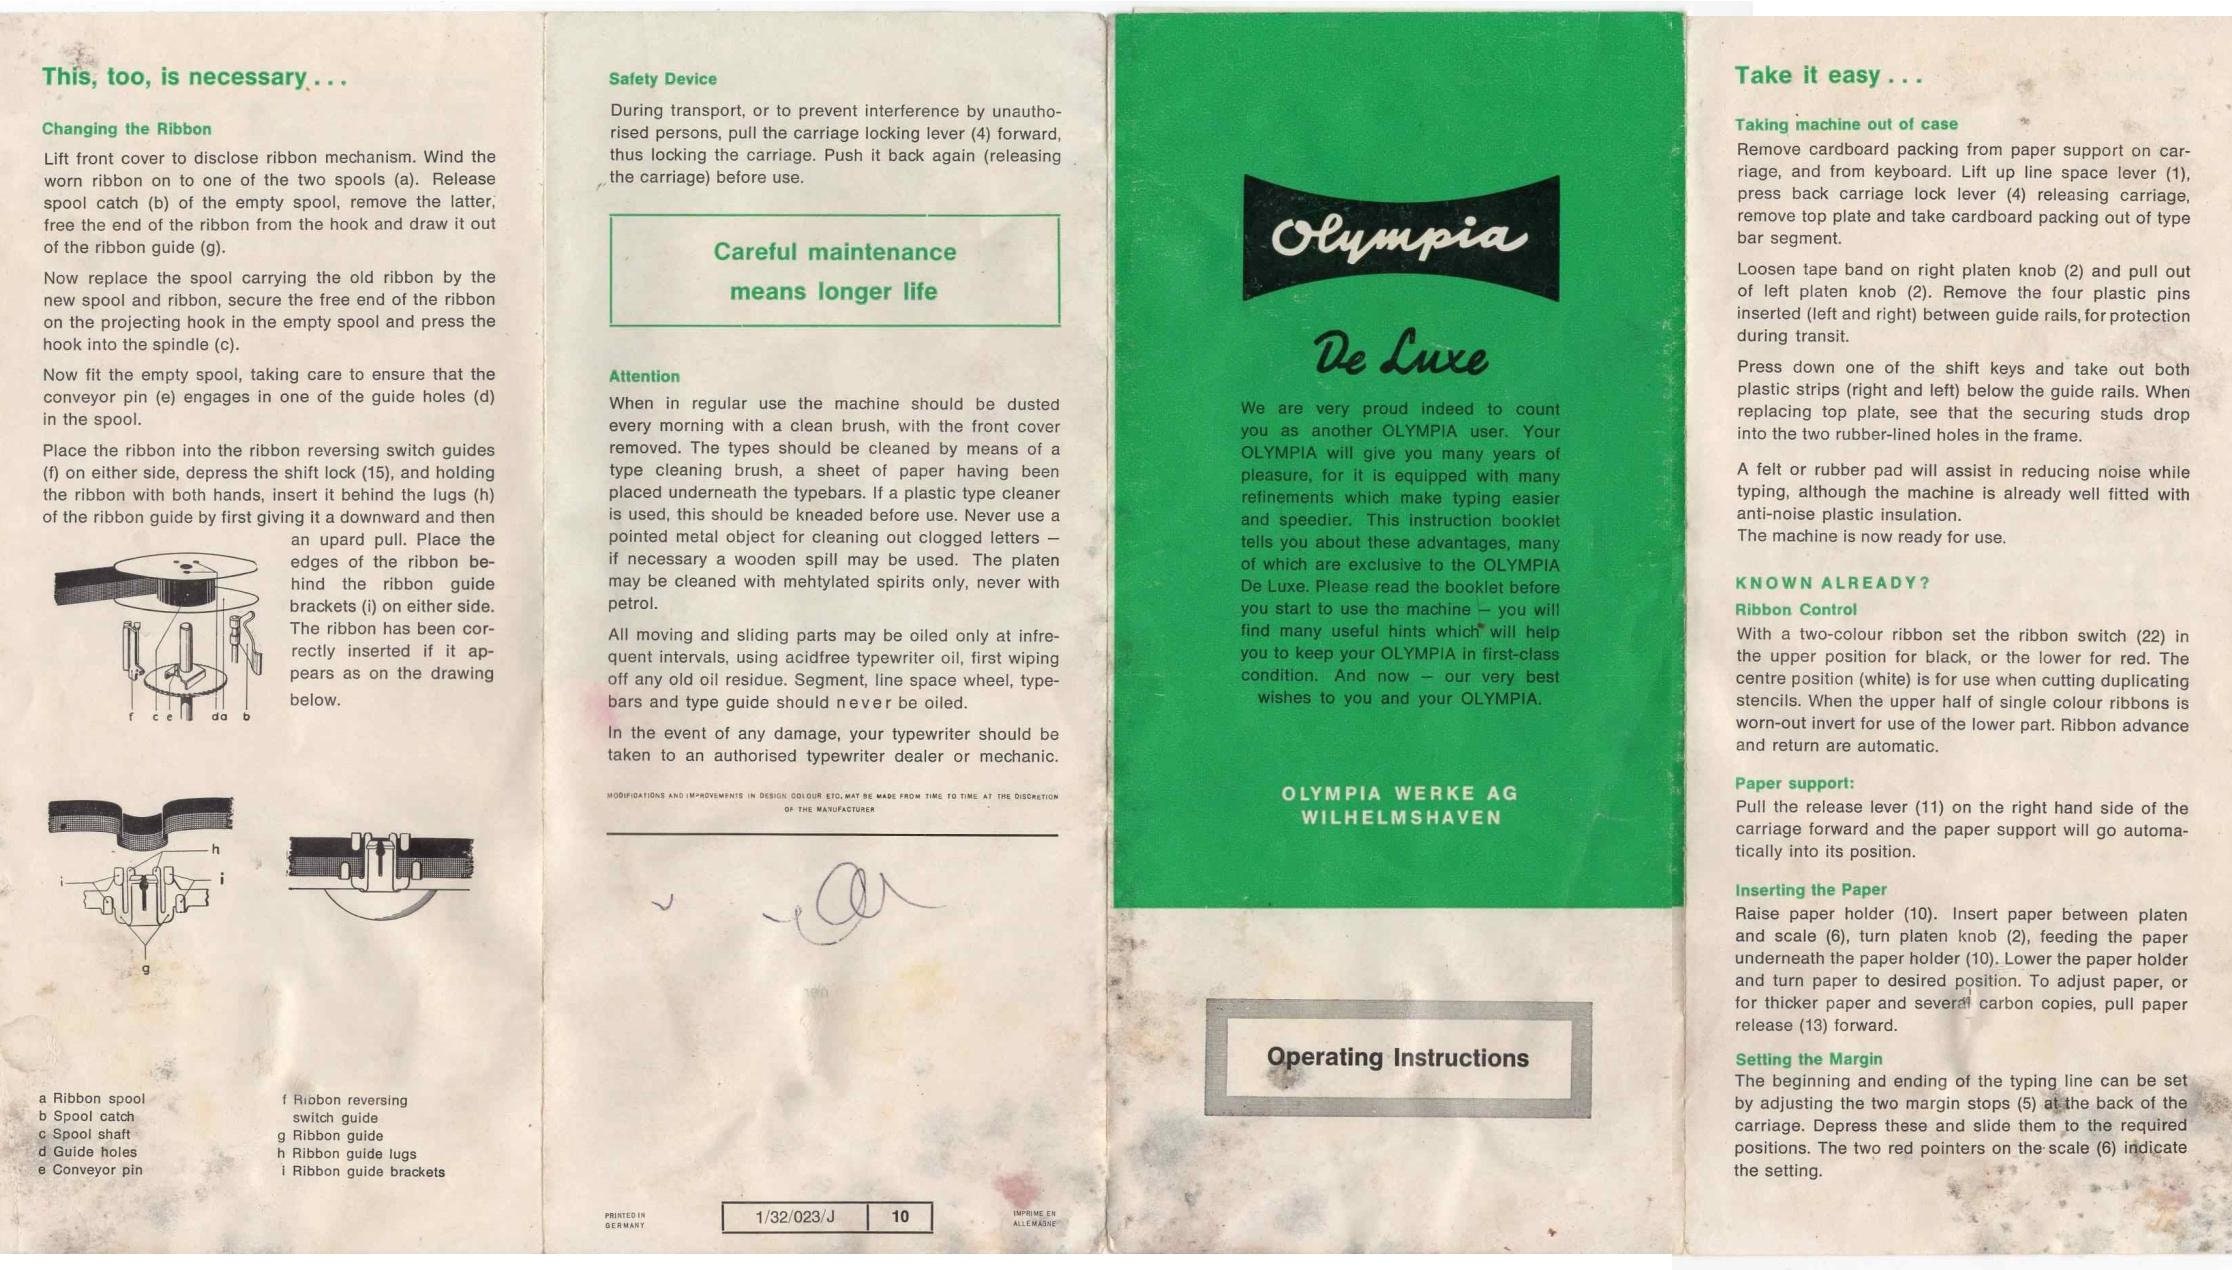 This, too, is necessary. . .
Changing the Ribbon
Lift front cover to disclose ribbon mechanism. Wind the
worn ribbon on to one of the two spools (a). Release
spool catch (b) of the empty spool, remove the latter,
free the end of the ribbon from the hook and draw it out
of the ribbon guide (g).
Now replace the spool carrying the old ribbon by the
new spool and ribbon, secure the free end of the ribbon
on the projecting hook in the empty spool and press the
hook into the spindle (c).
Now fit the empty spool, taking care to ensure that the
conveyor pin (e) engages in one of the guide holes (d)
in the spool.
Place the ribbon into the ribbon reversing switch guides
(f) on either side, depress the shift lock (15), and holding
the ribbon with both hands, insert it behind the lugs (h)
of the ribbon guide by first giving it a downward and then
an upard pull. Place the
edges of the ribbon be-
hind the ribbon guide
brackets (i) on either side.
The ribbon has been cor-
rectly inserted if it ap-
pears as on the drawing
below.
f c e d a b
h
i i
g
a Ribbon spool
b Spool catch
c Spool shaft
d Guide holes
e Conveyor pin
f Ribbon reversing
switch guide
g Ribbon guide
h Ribbon guide lugs
i Ribbon guide brackets
Safety Device
During transport, or to prevent interference by unautho-
rised persons, pull the carriage locking lever (4) forward,
thus locking the carriage. Push it back again (releasing
the carriage) before use.
Careful maintenance
means longer life
Attention
When in regular use the machine should be dusted
every morning with a clean brush, with the front cover
removed. The types should be cleaned by means of a
type cleaning brush, a sheet of paper having been
placed underneath the typebars. If a plastic type cleaner
is used, this should be kneaded before use. Never use a
pointed metal object for cleaning out clogged letters —
if necessary a wooden spill may be used. The platen
may be cleaned with mehtylated spirits only, never with
petrol.
All moving and sliding parts may be oiled only at infre-
quent intervals, using acidfree typewriter oil, first wiping
off any old oil residue. Segment, line space wheel, type-
bars and type guide should never be oiled.
In the event of any damage, your typewriter should be
taken to an authorised typewriter dealer or mechanic.
MODIFICATIONS AND IMPROVEMENTS IN DESIGN COLOUR ETC. MAY BE MADE FROM TIME TO TIME AT THE DISCRETION
OF THE MANUFACTURER
PRINTED IN
GERMANY
1/32/023/J 10
IMPRIME EN
ALLEMAGNE
Olympia
De Luxe
We are very proud indeed to count
you as another OLYMPIA user. Your
OLYMPIA will give you many years of
pleasure, for it is equipped with many
refinements which make typing easier
and speedier. This instruction booklet
tells you about these advantages, many
of which are exclusive to the OLYMPIA
De Luxe. Please read the booklet before
you start to use the machine — you will
find many useful hints which will help
you to keep your OLYMPIA in first-class
condition. And now — our very best
wishes to you and your OLYMPIA.
OLYMPIA WERKE AG
WILHELMSHAVEN
Operating Instructions
Take it easy . . .
Taking machine out of case
Remove cardboard packing from paper support on car-
riage, and from keyboard. Lift up line space lever (1),
press back carriage lock lever (4) releasing carriage,
remove top plate and take cardboard packing out of type
bar segment.
Loosen tape band on right platen knob (2) and pull out
of left platen knob (2). Remove the four plastic pins
inserted (left and right) between guide rails, for protection
during transit.
Press down one of the shift keys and take out both
plastic strips (right and left) below the guide rails. When
replacing top plate, see that the securing studs drop
into the two rubber-lined holes in the frame.
A felt or rubber pad will assist in reducing noise while
typing, although the machine is already well fitted with
anti-noise plastic insulation.
The machine is now ready for use.
KNOWN ALREADY?
Ribbon Control
With a two-colour ribbon set the ribbon switch (22) in
the upper position for black, or the lower for red. The
centre position (white) is for use when cutting duplicating
stencils. When the upper half of single colour ribbons is
worn-out invert for use of the lower part. Ribbon advance
and return are automatic.
Paper support:
Pull the release lever (11) on the right hand side of the
carriage forward and the paper support will go automa-
tically into its position.
Inserting the Paper
Raise paper holder (10). Insert paper between platen
and scale (6), turn platen knob (2), feeding the paper
underneath the paper holder (10). Lower the paper holder
and turn paper to desired position. To adjust paper, or
for thicker paper and several carbon copies, pull paper
release (13) forward.
Setting the Margin
The beginning and ending of the typing line can be set
by adjusting the two margin stops (5) at the back of the
carriage. Depress these and slide them to the required
positions. The two red pointers on the scale (6) indicate
the setting.